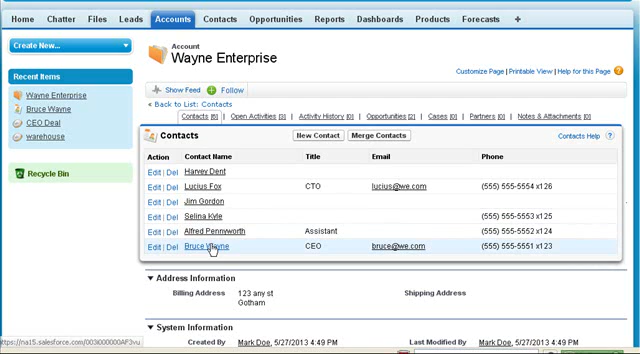 Home Chatter Files Leads Accounts Contacts Opportunities Reports Dashboards Products Forecasts +
Create New...
Recent Items
Wayne Enterprise
Bruce Wayne
CEO Deal
warehouse
Recycle Bin
Account
Wayne Enterprise
Customize Page | Printable View | Help for this Page
Show Feed Follow
« Back to List: Contacts
Contacts [6] | Open Activities [0] | Activity History [0] | Opportunities [2] | Cases [0] | Partners [0] | Notes & Attachments [0]
Contacts New Contact Merge Contacts Contacts Help
Action Contact Name Title Email Phone
Edit | Del Harvey Dent
Edit | Del Lucius Fox CTO lucius@we.com (555) 555-5554 x126
Edit | Del Jim Gordon
Edit | Del Selina Kyle (555) 555-5553 x125
Edit | Del Alfred Pennyworth Assistant (555) 555-5552 x124
Edit | Del Bruce Wayne CEO bruce@we.com (555) 555-5551 x123
Address Information
Billing Address 123 any st Shipping Address
Gotham
System Information
Created By Mark Doe, 5/27/2013 4:49 PM Last Modified By Mark Doe, 5/27/2013 4:49 PM